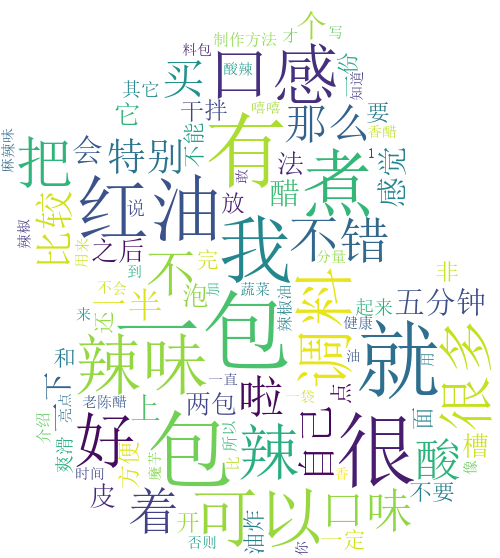 料包
制作方法
才
写
个
口感
酸辣
知道
一份
其它
买
它
干拌
嘻嘻
香醋
那么
要
不能
麻辣味
把
会
特别
有
法
煮
感觉
1
醋
敢
辣椒
比较
红油
说
放
我
不错
之后
用米
到
完
分量
非
不
泡
加
蔬菜
辣椒油
调料
起来
五分钟
还
一
半
不会
包
来
健康
就
很多
和
下
辣味
啦
点
油
用
介绍
亮点
老陈醋
上
两包
一直
一袋
自己
面
像
爽滑
时间
好
方便
包
魔芋
所以
辣
比
香
很
酸
槽
皮
着
开
可以
口味
不要
否则
油炸
你
一定